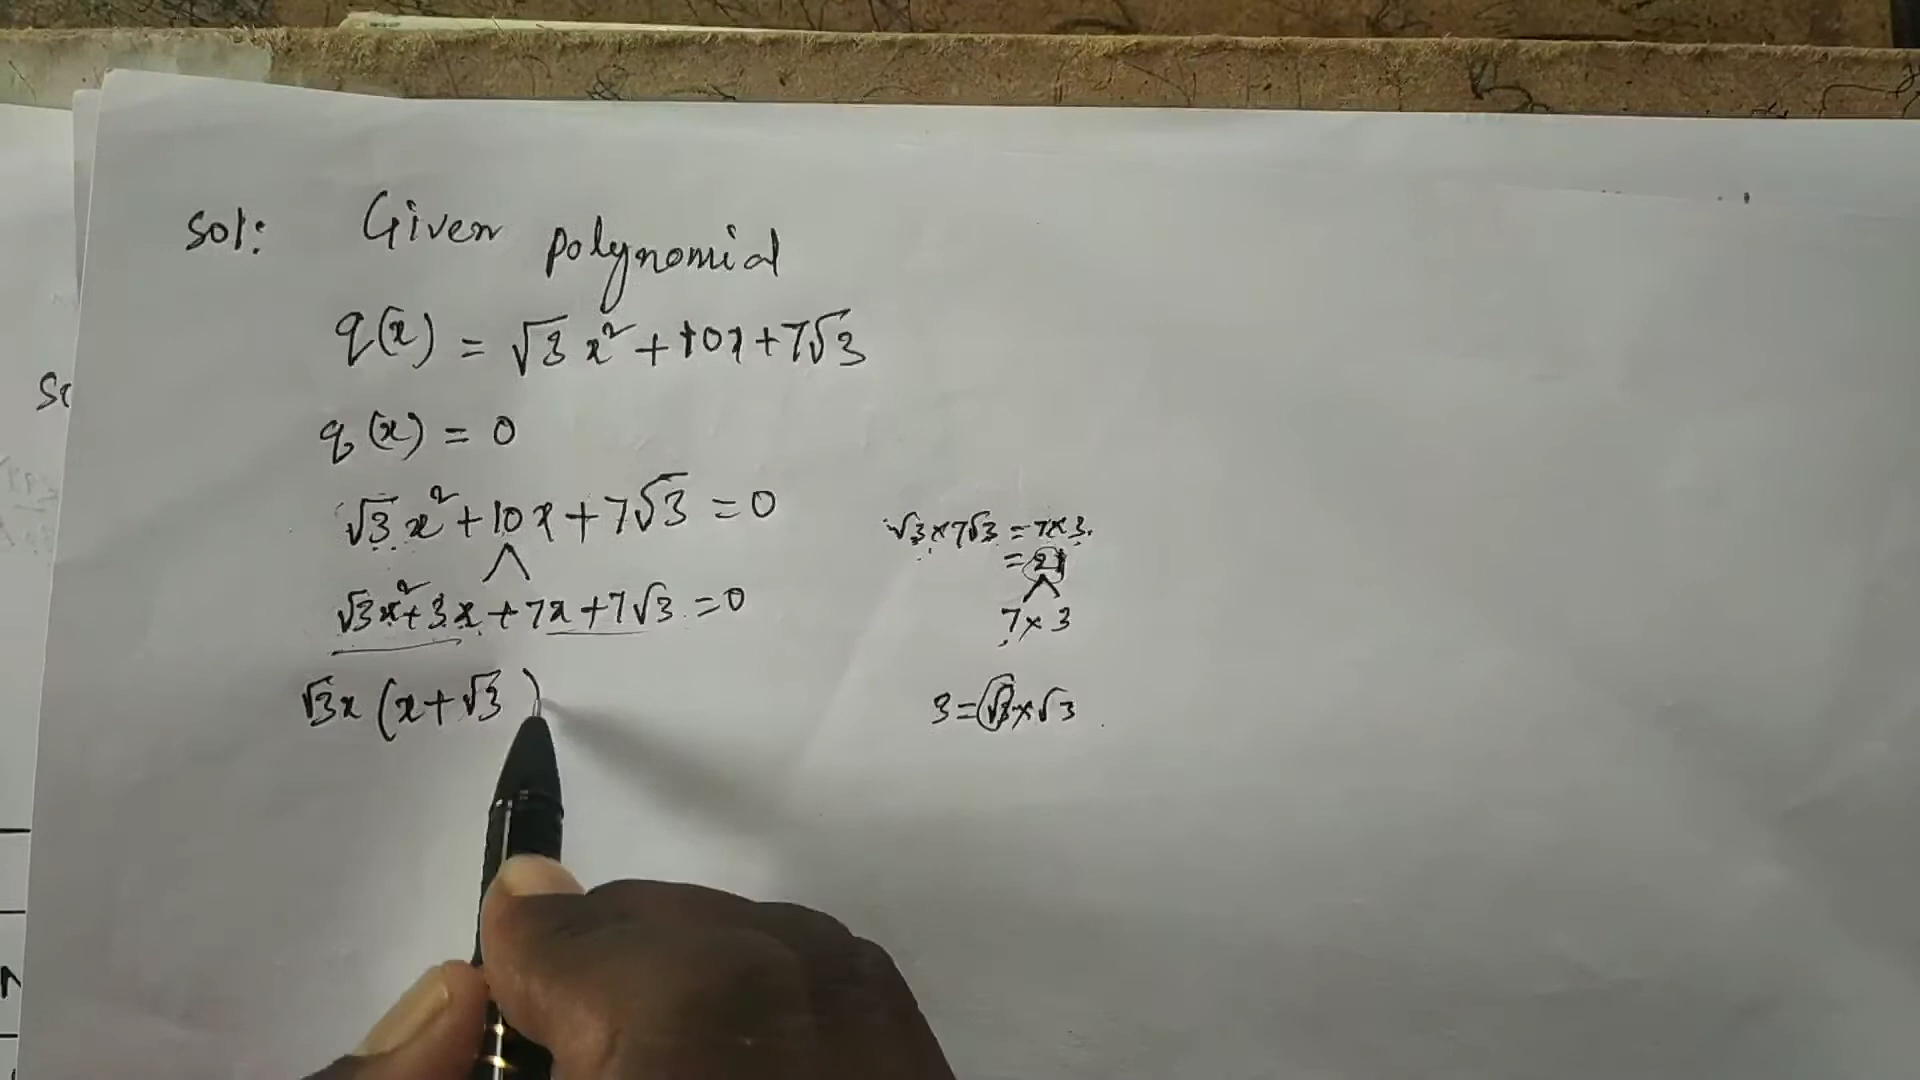 Sol: Given polynomial
q(x) = √3 x² + 10x + 7√3
q(x) = 0
√3 x² + 10x + 7√3 = 0
√3x² + 3x + 7x + 7√3 = 0
√3x (x + √3 )
√3 × 7√3 = 7 × 3
= 21
7 × 3
3 = √3 × √3